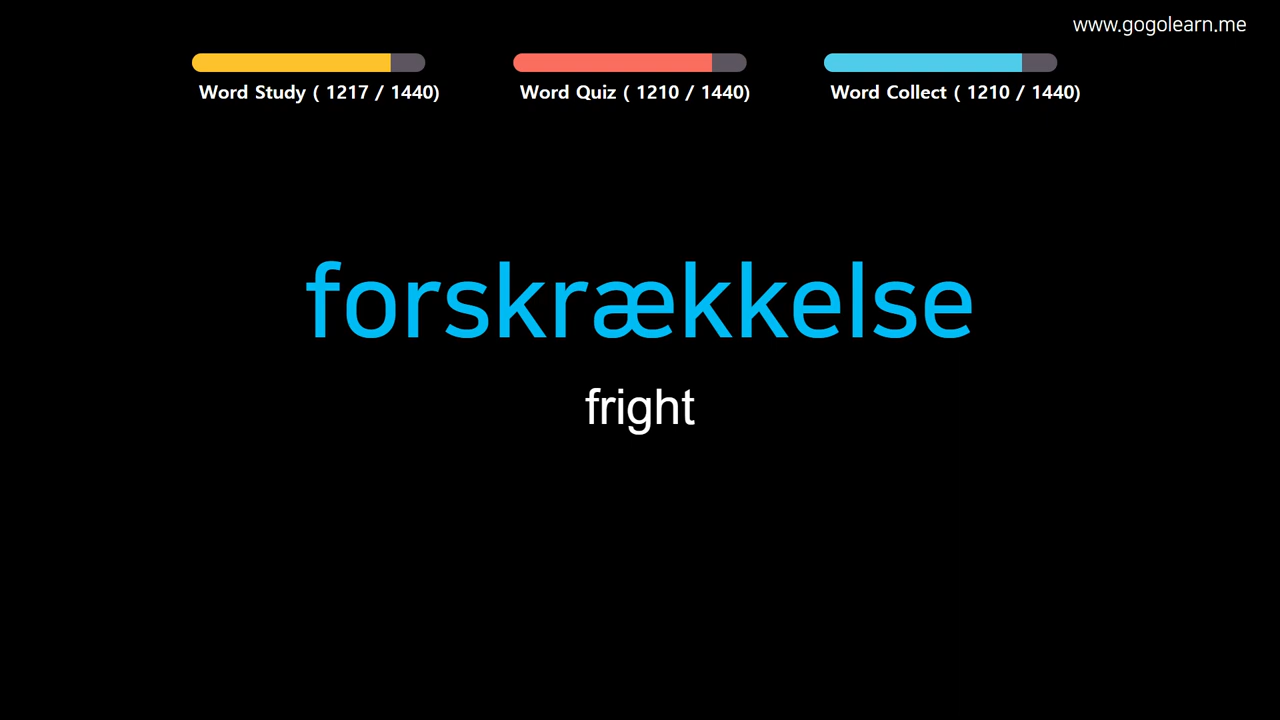 www.gogolearn.me
Word Study ( 1217 / 1440)
Word Quiz ( 1210 / 1440)
Word Collect ( 1210 / 1440)
forskrækkelse
fright